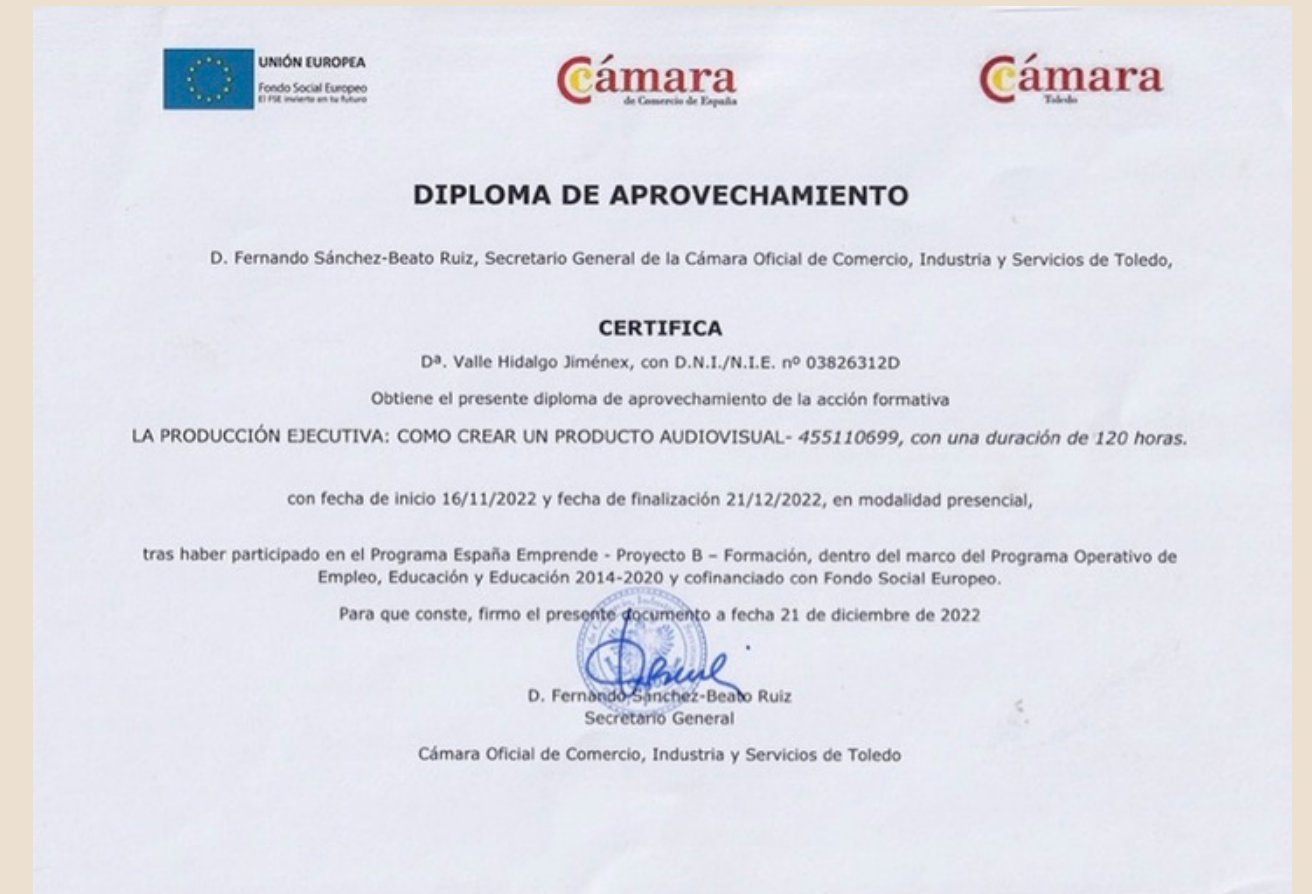 UNIÓN EUROPEA
Fondo Social Europeo
El FSE invierte en tu futuro
Cámara
de Comercio de España
Cámara
Toledo
DIPLOMA DE APROVECHAMIENTO
D. Fernando Sánchez-Beato Ruiz, Secretario General de la Cámara Oficial de Comercio, Industria y Servicios de Toledo,
CERTIFICA
Dª. Valle Hidalgo Jiménex, con D.N.I./N.I.E. nº 03826312D
Obtiene el presente diploma de aprovechamiento de la acción formativa
LA PRODUCCIÓN EJECUTIVA: COMO CREAR UN PRODUCTO AUDIOVISUAL- 455110699, con una duración de 120 horas.
con fecha de inicio 16/11/2022 y fecha de finalización 21/12/2022, en modalidad presencial,
tras haber participado en el Programa España Emprende - Proyecto B – Formación, dentro del marco del Programa Operativo de
Empleo, Educación y Educación 2014-2020 y cofinanciado con Fondo Social Europeo.
Para que conste, firmo el presente documento a fecha 21 de diciembre de 2022
D. Fernando Sánchez-Beato Ruiz
Secretario General
Cámara Oficial de Comercio, Industria y Servicios de Toledo